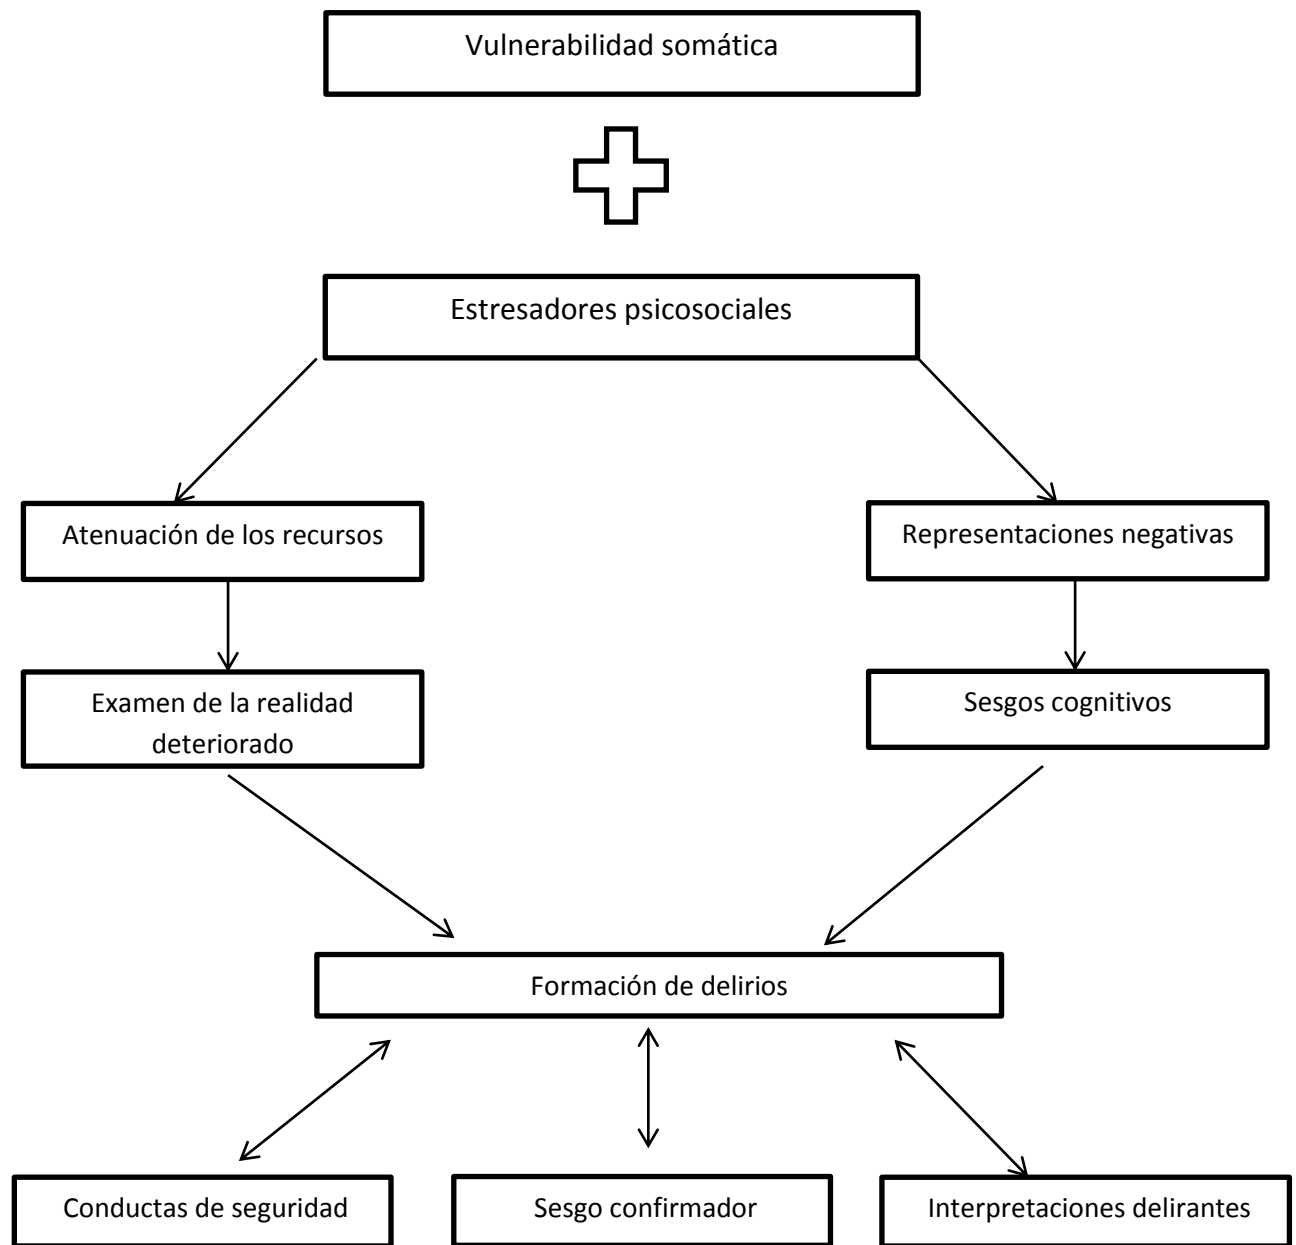 Vulnerabilidad somática
Estresadores psicosociales
Atenuación de los recursos
Representaciones negativas
Examen de la realidad
deteriorado
Sesgos cognitivos
Formación de delirios
Conductas de seguridad
Sesgo confirmador
Interpretaciones delirantes